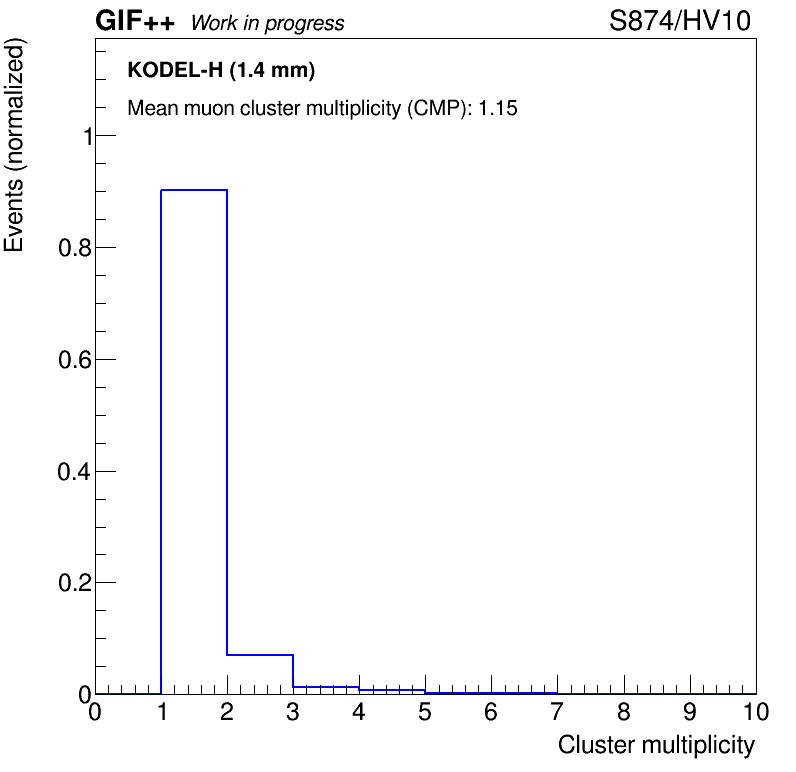 GIF++ Work in progress S874/HV10
KODEL-H (1.4 mm)
Mean muon cluster multiplicity (CMP): 1.15
Events (normalized)
1
0.8
0.6
0.4
0.2
0
0 1 2 3 4 5 6 7 8 9 10
Cluster multiplicity